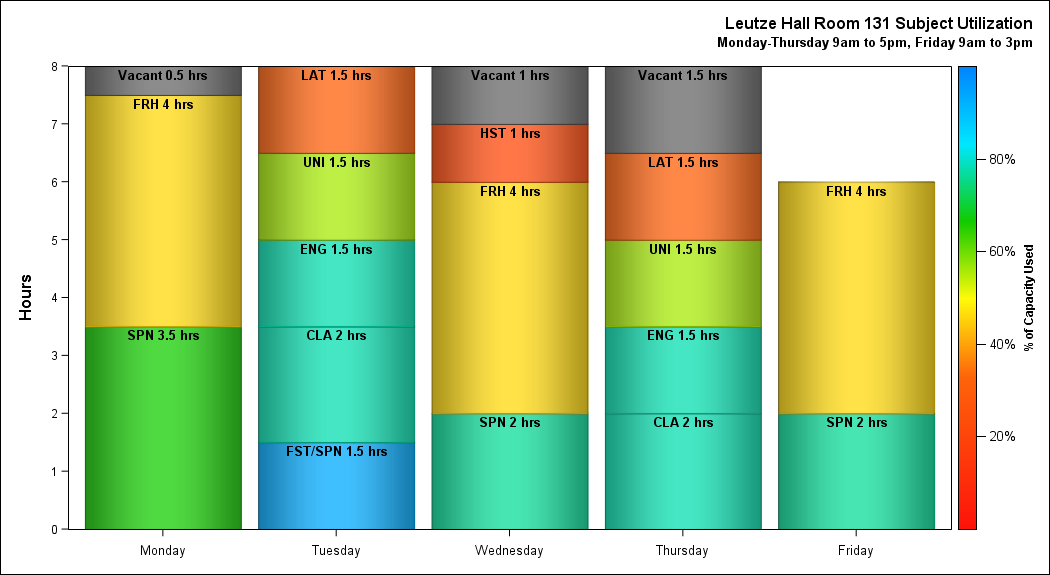 Leutze Hall Room 131 Subject Utilization
Monday-Thursday 9am to 5pm, Friday 9am to 3pm
Hours
8
7
6
5
4
3
2
1
0
Vacant 0.5 hrs
FRH 4 hrs
SPN 3.5 hrs
LAT 1.5 hrs
UNI 1.5 hrs
ENG 1.5 hrs
CLA 2 hrs
FST/SPN 1.5 hrs
Vacant 1 hrs
HST 1 hrs
FRH 4 hrs
SPN 2 hrs
Vacant 1.5 hrs
LAT 1.5 hrs
UNI 1.5 hrs
ENG 1.5 hrs
CLA 2 hrs
FRH 4 hrs
SPN 2 hrs
Monday
Tuesday
Wednesday
Thursday
Friday
80%
60%
40%
20%
% of Capacity Used